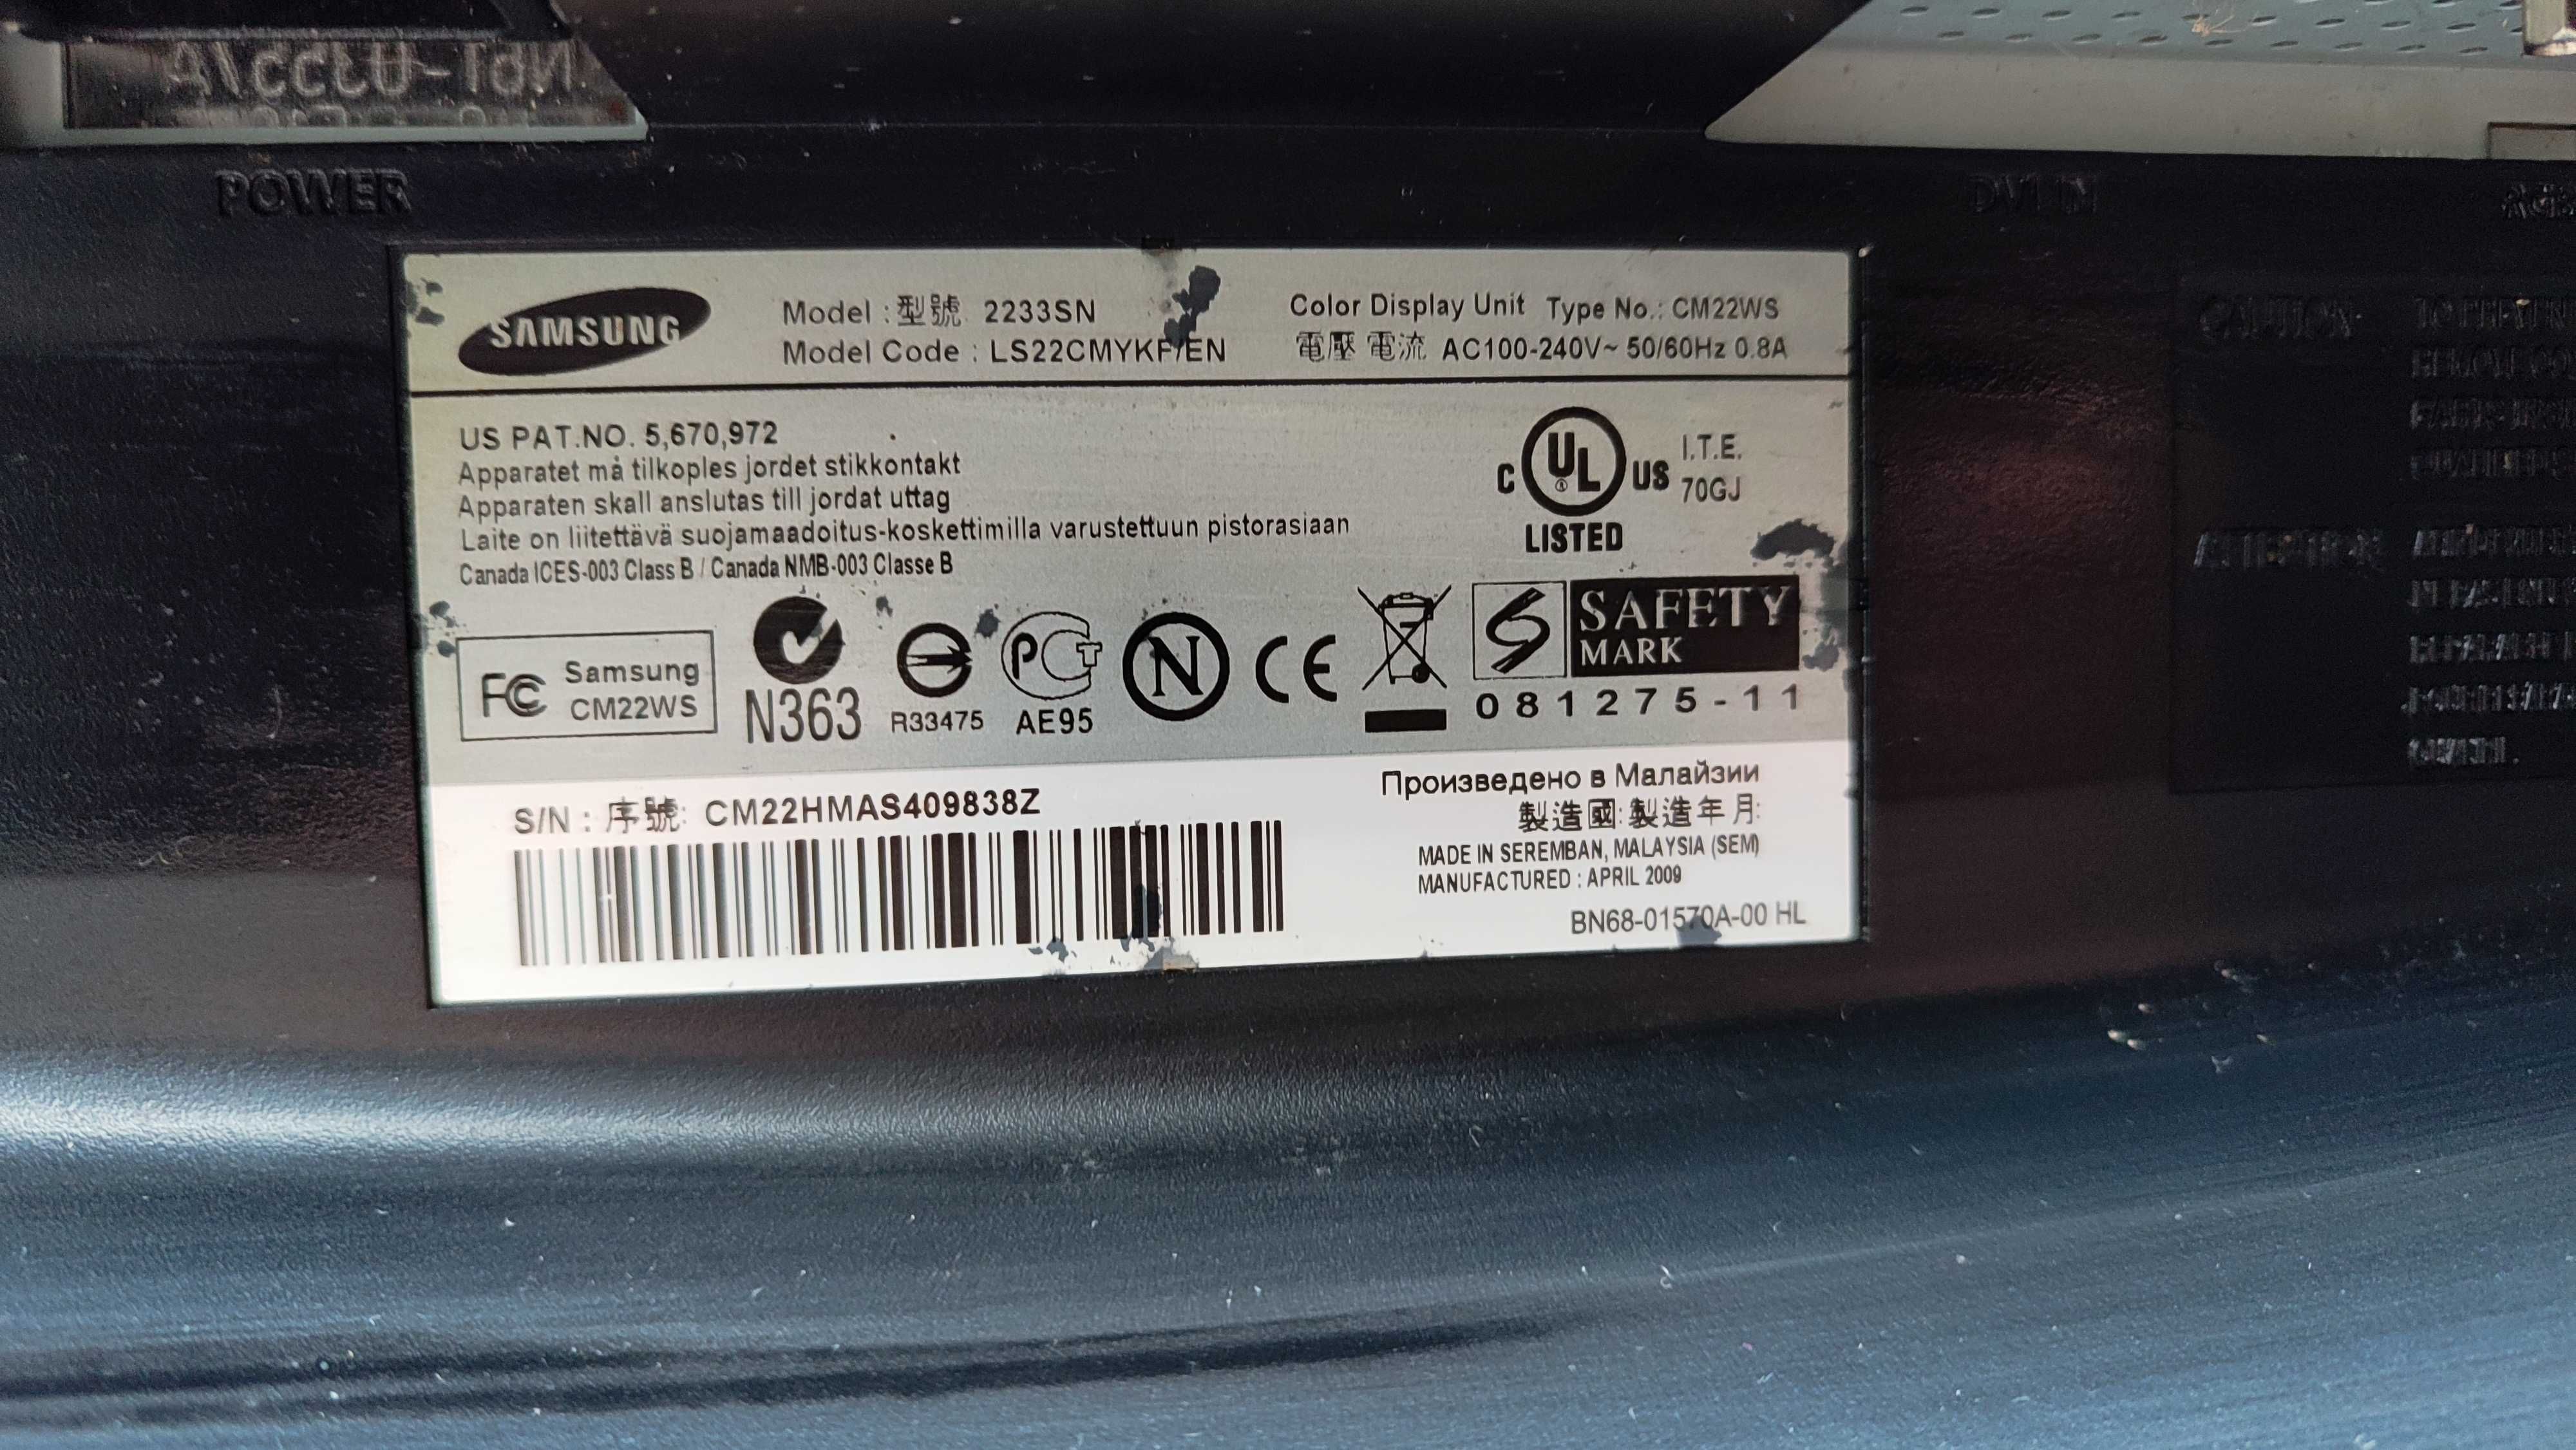 POWER
DVI IN
SAMSUNG
Model : 型號 2233SN
Model Code : LS22CMYKF/EN
Color Display Unit Type No.: CM22WS
電壓 電流 AC100-240V~ 50/60Hz 0.8A
US PAT.NO. 5,670,972
Apparatet må tilkoples jordet stikkontakt
Apparaten skall anslutas till jordat uttag
Laite on liitettävä suojamaadoitus-koskettimilla varustettuun pistorasiaan
Canada ICES-003 Class B / Canada NMB-003 Classe B
C UL ® US
LISTED
I.T.E.
70GJ
FC Samsung
CM22WS
N363
R33475
PCT
AE95
N
CE
SAFETY
MARK
081275-11
S/N : 序號: CM22HMAS409838Z
Произведено в Малайзии
製造國: 製造年月:
MADE IN SEREMBAN, MALAYSIA (SEM)
MANUFACTURED : APRIL 2009
BN68-01570A-00 HL
CAUTION
ATTENTION